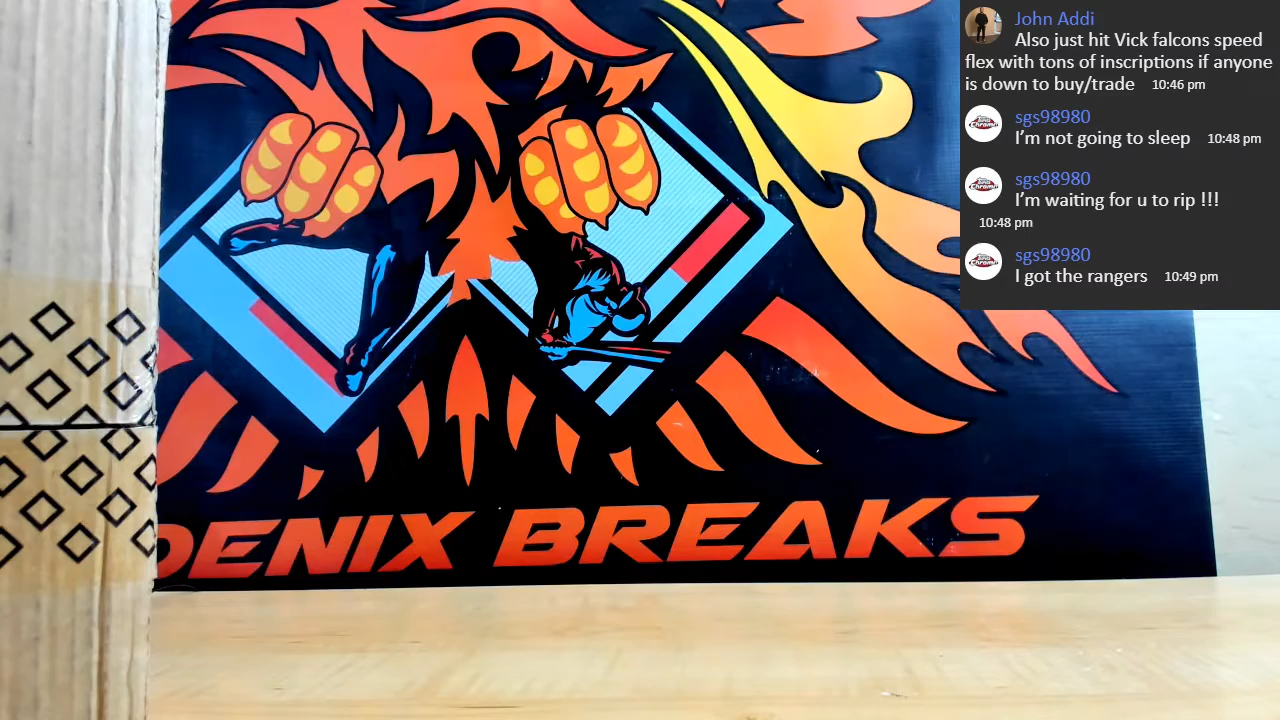 John Addi
Also just hit Vick falcons speed
flex with tons of inscriptions if anyone
is down to buy/trade 10:46 pm
sgs98980
I'm not going to sleep 10:48 pm
sgs98980
I'm waiting for u to rip !!!
10:48 pm
sgs98980
I got the rangers 10:49 pm
OENIX BREAKS